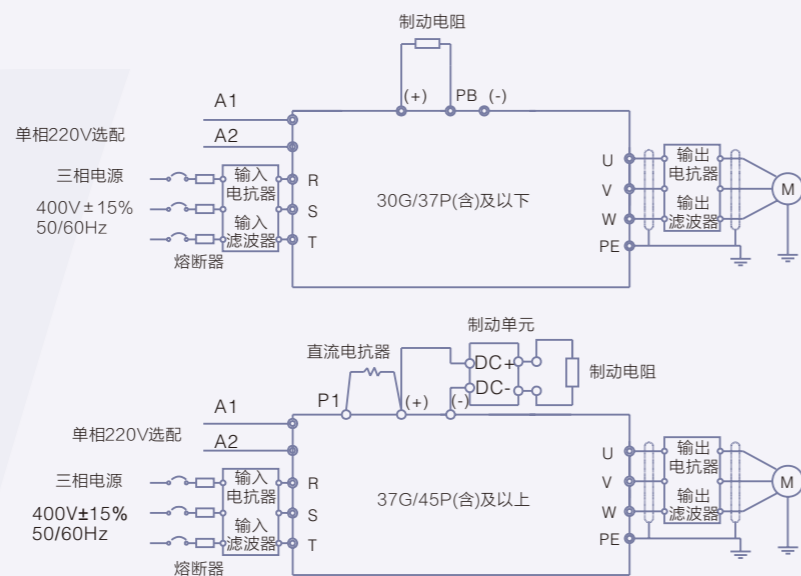 制动电阻
(+) PB (-)
A1
单相220V选配
A2
三相电源
400V±15%
50/60Hz
熔断器
输入
电抗器
输入
滤波器
R
S
T
30G/37P(含)及以下
U
V
W
PE
输出
电抗器
输出
滤波器
M
制动单元
直流电抗器
DC+
DC-
制动电阻
P1 (+) (-)
A1
单相220V选配
A2
三相电源
400V±15%
50/60Hz
熔断器
输入
电抗器
输入
滤波器
R
S
T
37G/45P(含)及以上
U
V
W
PE
输出
电抗器
输出
滤波器
M